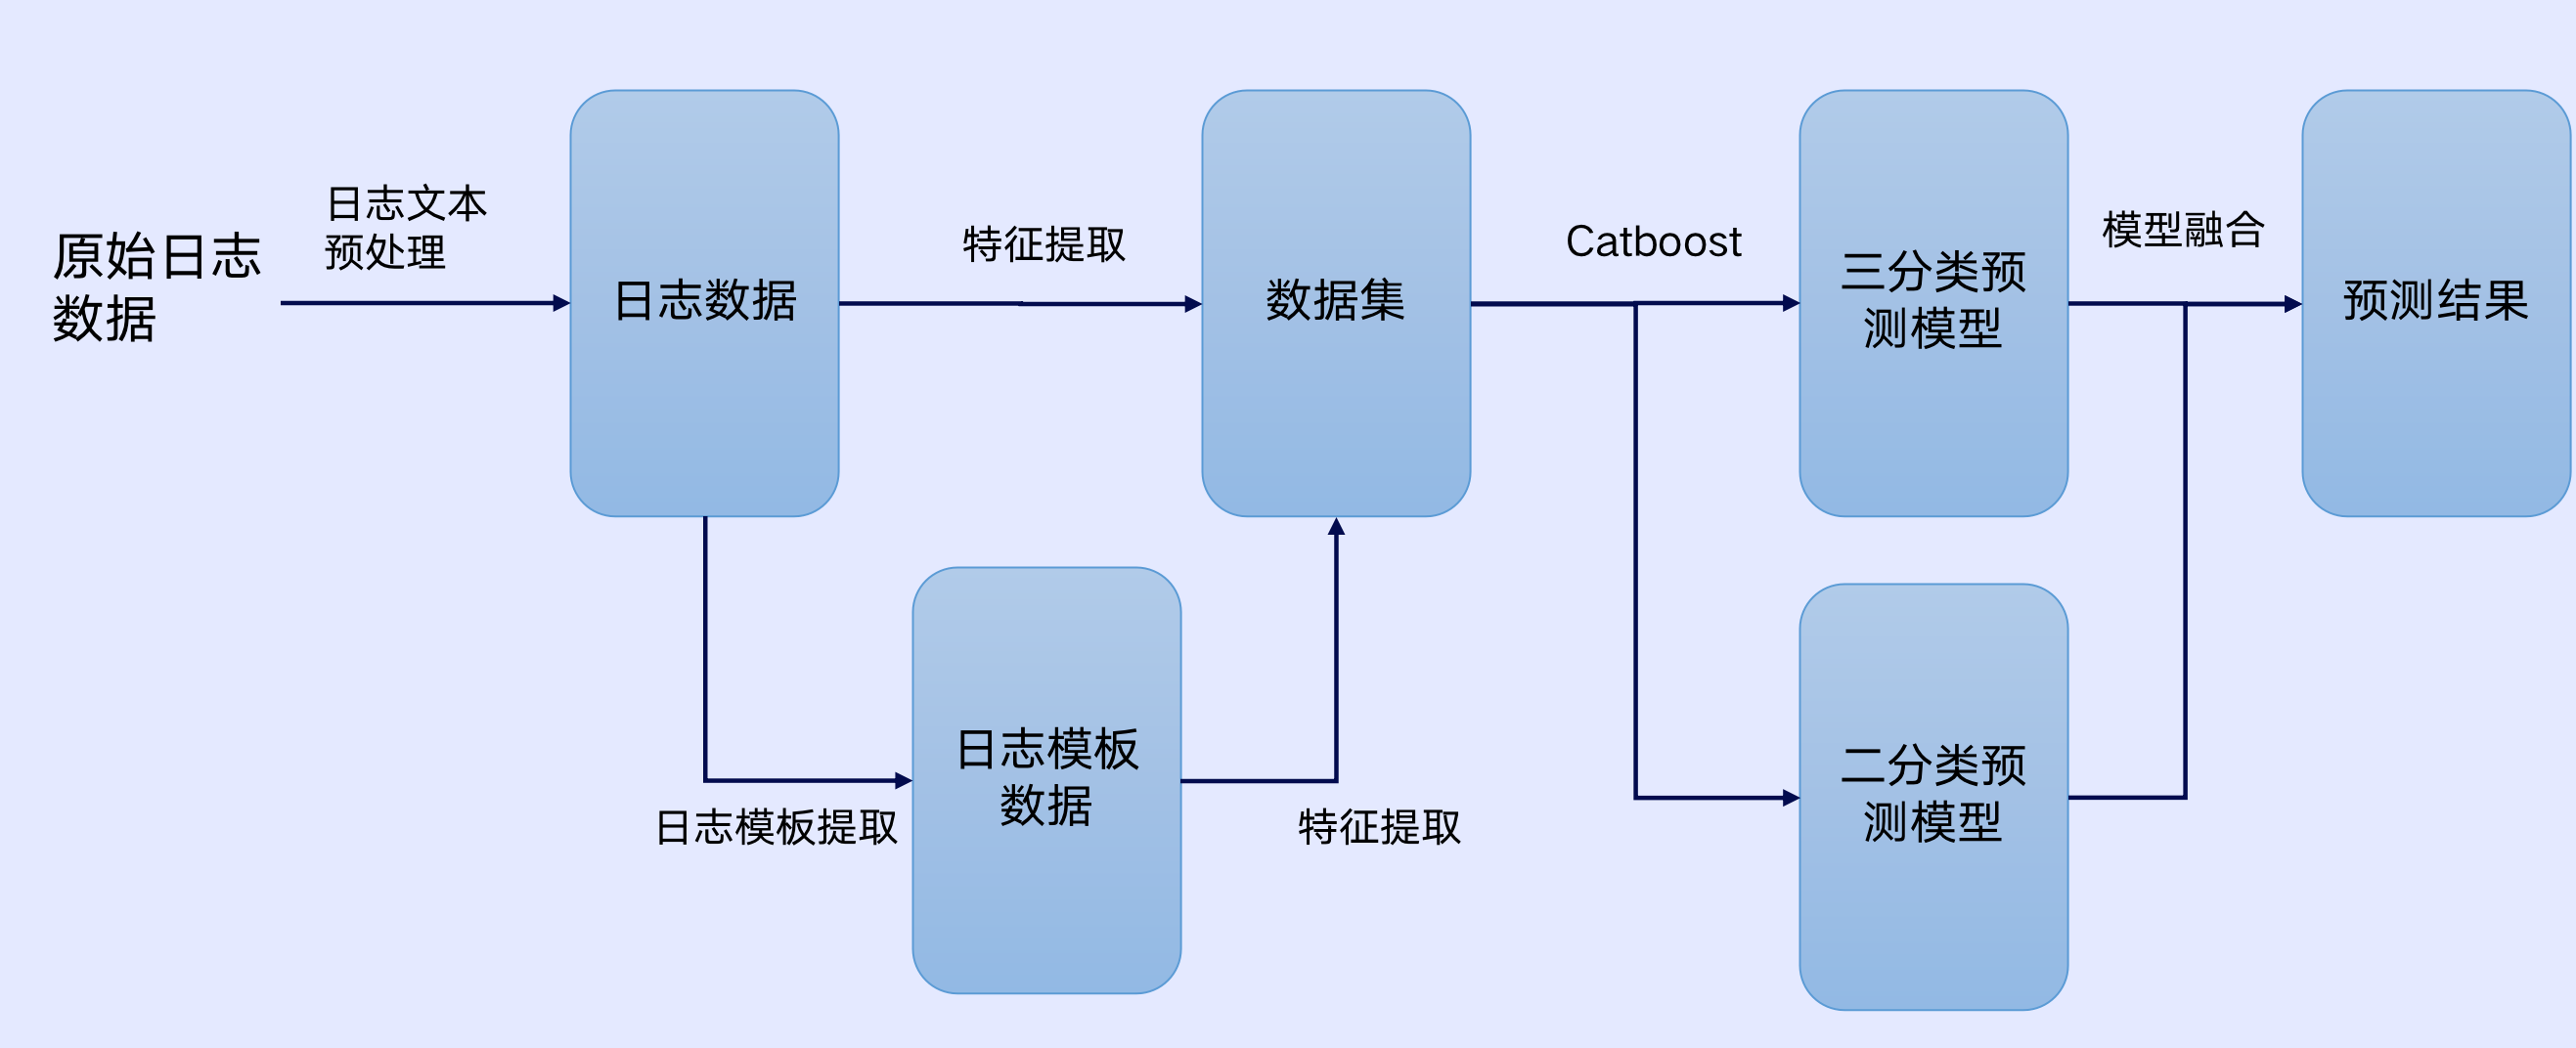 原始日志
数据
日志文本
预处理
日志数据
特征提取
数据集
Catboost
三分类预
测模型
模型融合
预测结果
日志模板提取
日志模板
数据
特征提取
二分类预
测模型